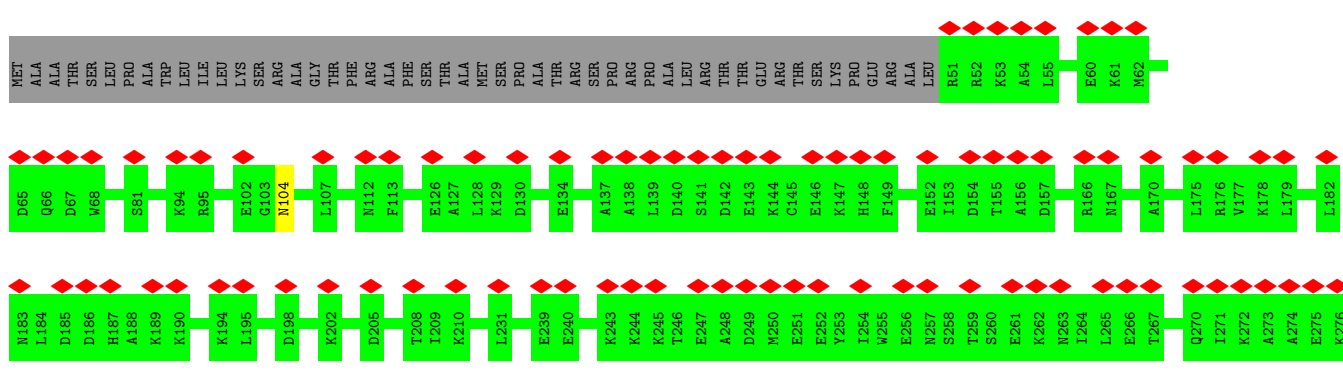 MET ALA ALA THR SER LEU PRO ALA TRP LEU ILE LEU LYS SER ARG ALA GLY THR PHE ARG ALA PHE SER THR ALA MET SER PRO ALA THR ARG SER PRO ARG PRO ALA LEU ARG THR THR GLU ARG THR SER LYS PRO GLU ARG ALA LEU R51 R52 K53 A54 L55 E60 K61 M62
D65 Q66 D67 W68 S81 K94 R95 E102 G103 N104 L107 N112 F113 E126 A127 L128 K129 D130 E134 A137 A138 L139 D140 S141 D142 E143 K144 C145 E146 K147 H148 F149 E152 I153 D154 T155 A156 D157 R166 N167 A170 L175 R176 V177 K178 L179 L182
N183 L184 D185 D186 H187 A188 K189 K190 K194 L195 D198 K202 D205 T208 I209 K210 L231 E239 E240 K243 K244 K245 T246 E247 A248 D249 M250 E251 E252 Y253 I254 W255 E256 N257 S258 T259 S260 E261 K262 N263 I264 L265 E266 T267 Q270 I271 K272 A273 A274 E275 K276